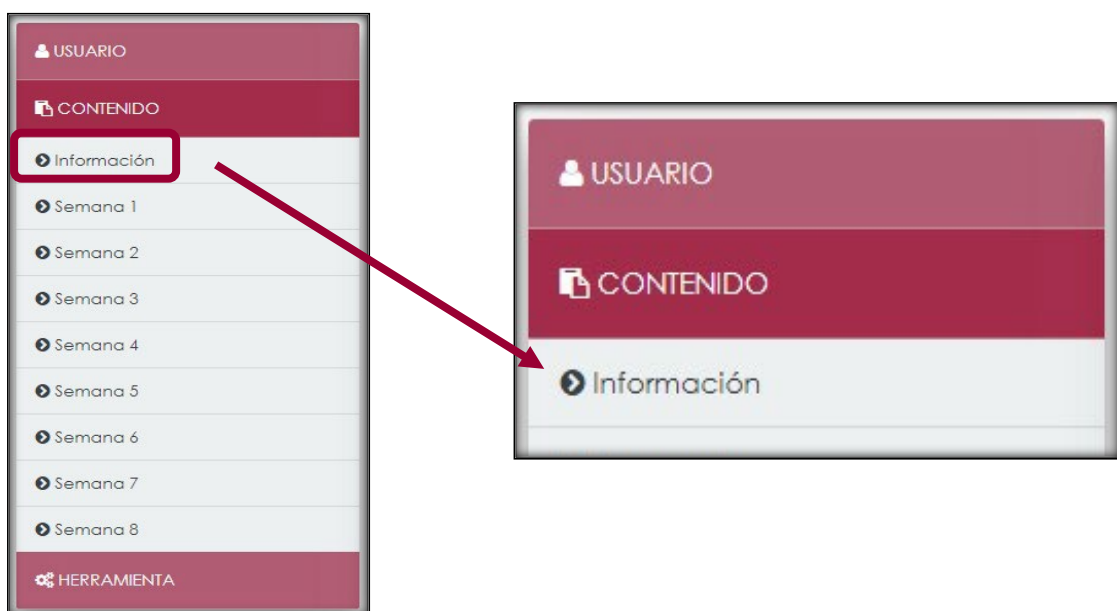 USUARIO
CONTENIDO
Información
Semana 1
Semana 2
Semana 3
Semana 4
Semana 5
Semana 6
Semana 7
Semana 8
HERRAMIENTA
USUARIO
CONTENIDO
Información